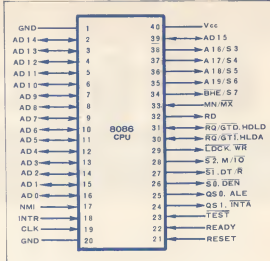 GND 1 40 Vcc
AD14 2 39 AD15
AD13 3 38 A16/S3
AD12 4 37 A17/S4
AD11 5 36 A18/S5
AD10 6 35 A19/S6
AD9 7 34 BHE/S7
AD8 8 33 MN/MX
AD7 9 32 RD
AD6 10 31 RQ/GTO.HDLD
8086
CPU
AD5 11 30 RQ/GTI.HLDA
AD4 12 29 LOCK.WR
AD3 13 28 S2.M/IO
AD2 14 27 S1.DT/R
AD1 15 26 S0.DEN
AD0 16 25 QS0.ALE
NMI 17 24 QS1.INTA
INTR 18 23 TEST
CLK 19 22 READY
GND 20 21 RESET